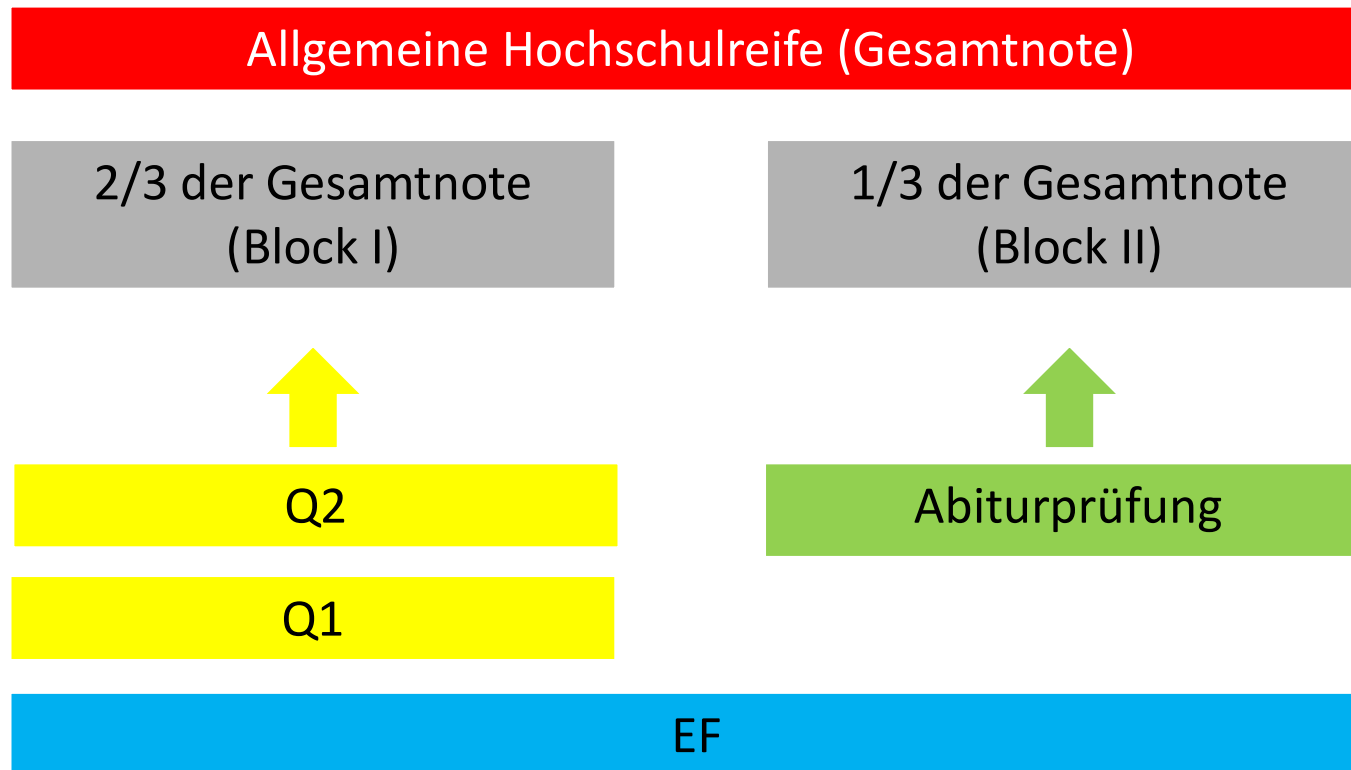 Allgemeine Hochschulreife (Gesamtnote)
2/3 der Gesamtnote
(Block I)
1/3 der Gesamtnote
(Block II)
Q2
Abiturprüfung
Q1
EF